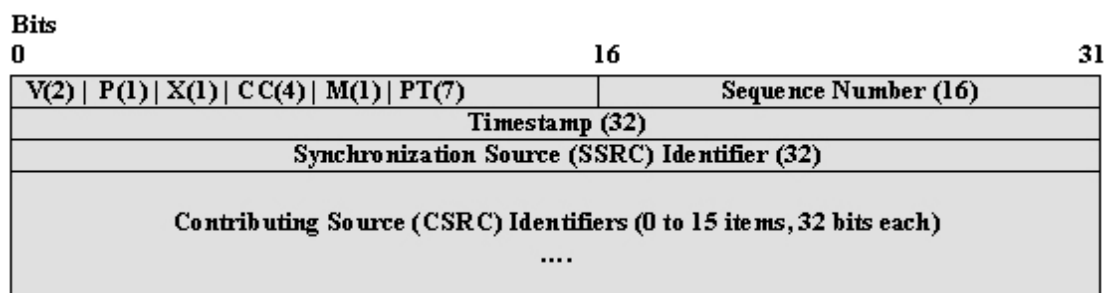 Bits
0 16 31
V(2) | P(1) | X(1) | CC(4) | M(1) | PT(7) Sequence Number (16)
Timestamp (32)
Synchronization Source (SSRC) Identifier (32)
Contributing Source (CSRC) Identifiers (0 to 15 items, 32 bits each)
....